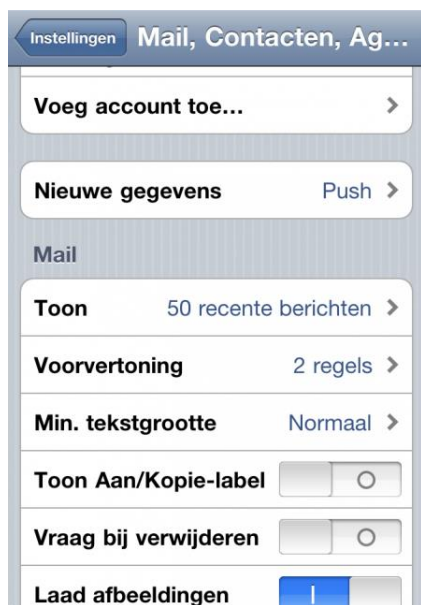 Instellingen Mail, Contacten, Ag...
Voeg account toe...
Nieuwe gegevens Push
Mail
Toon 50 recente berichten
Voorvertoning 2 regels
Min. tekstgrootte Normaal
Toon Aan/Kopie-label
Vraag bij verwijderen
Laad afbeeldingen